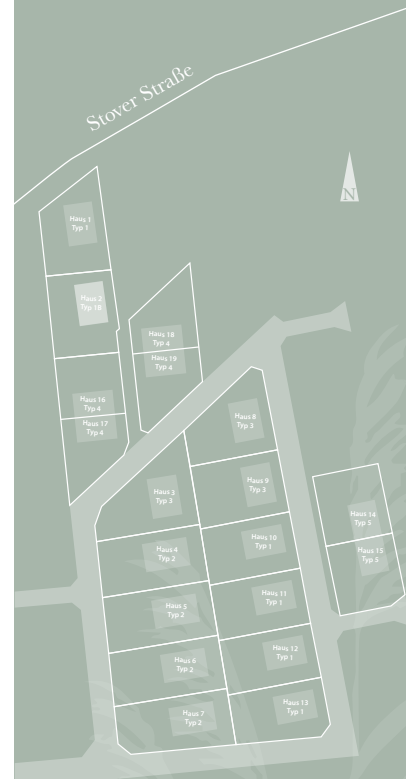 Stover Straße
N
Haus 1
Typ 1
Haus 2
Typ 1B
Haus 18
Typ 4
Haus 19
Typ 4
Haus 16
Typ 4
Haus 17
Typ 4
Haus 8
Typ 3
Haus 9
Typ 3
Haus 3
Typ 3
Haus 14
Typ 5
Haus 10
Typ 1
Haus 4
Typ 2
Haus 15
Typ 5
Haus 11
Typ 1
Haus 5
Typ 2
Haus 12
Typ 1
Haus 6
Typ 2
Haus 13
Typ 1
Haus 7
Typ 2